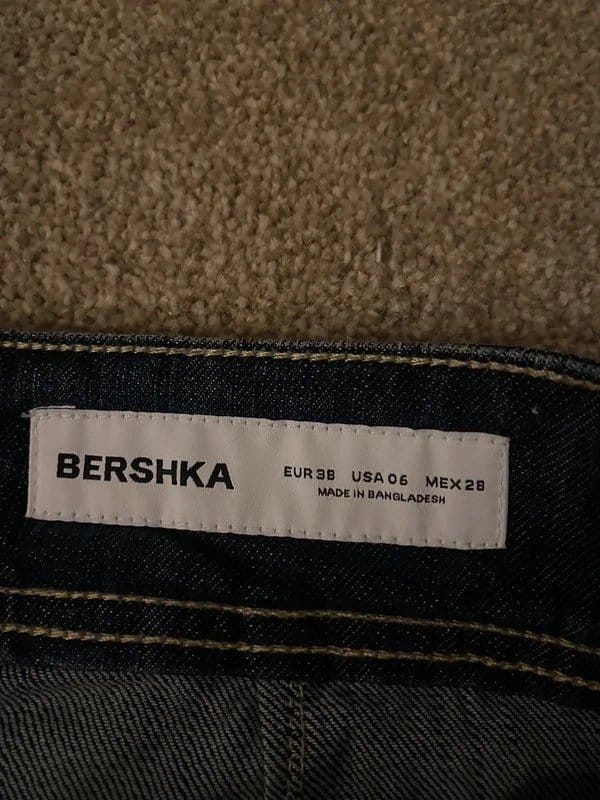 BERSHKA
EUR 38 USA 06 MEX 28
MADE IN BANGLADESH